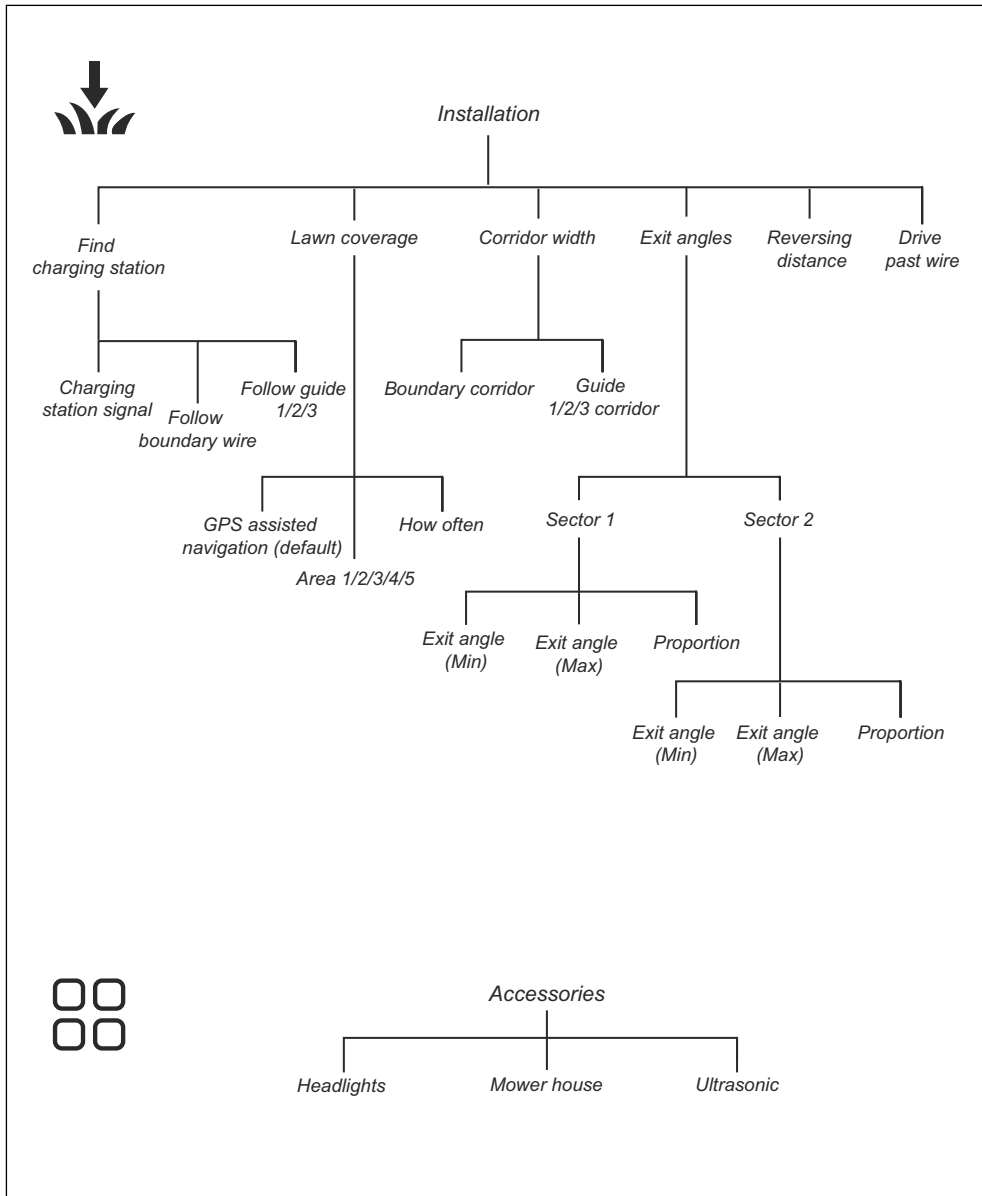 Installation
Find
charging station
Lawn coverage
Corridor width
Exit angles
Reversing
distance
Drive
past wire
Charging
station signal
Follow
boundary wire
Follow guide
1/2/3
Boundary corridor
Guide
1/2/3 corridor
GPS assisted
navigation (default)
Area 1/2/3/4/5
How often
Sector 1
Sector 2
Exit angle
(Min)
Exit angle
(Max)
Proportion
Exit angle
(Min)
Exit angle
(Max)
Proportion
Accessories
Headlights
Mower house
Ultrasonic